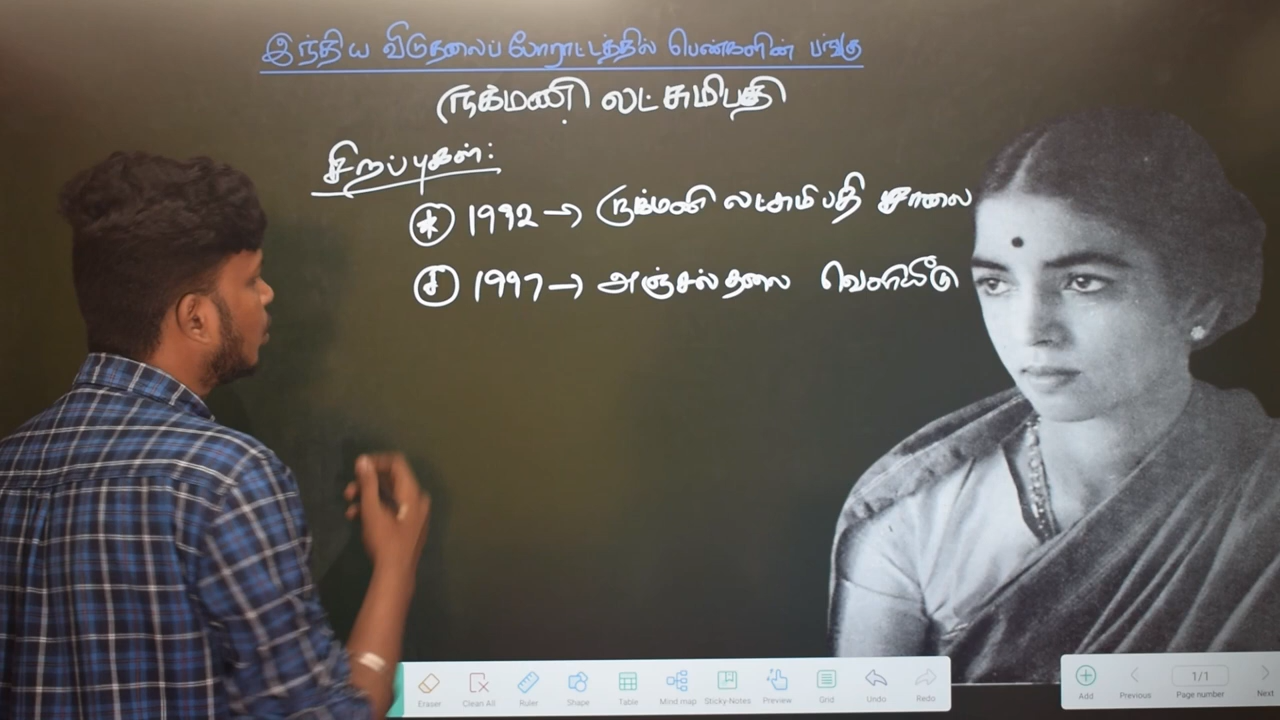 இந்திய விடுதலைப் போராட்டத்தில் பெண்களின் பங்கு
ருக்மணி லட்சுமிபதி
சிறப்புகள்:
1992 → ருக்மணி லட்சுமிபதி சாலை
1997 → அஞ்சல்தலை வெளியீடு
Eraser Clean All Ruler Shape Table Mind map Sticky-Notes Preview Grid Undo Redo
Add Previous 1/1 Page number Next